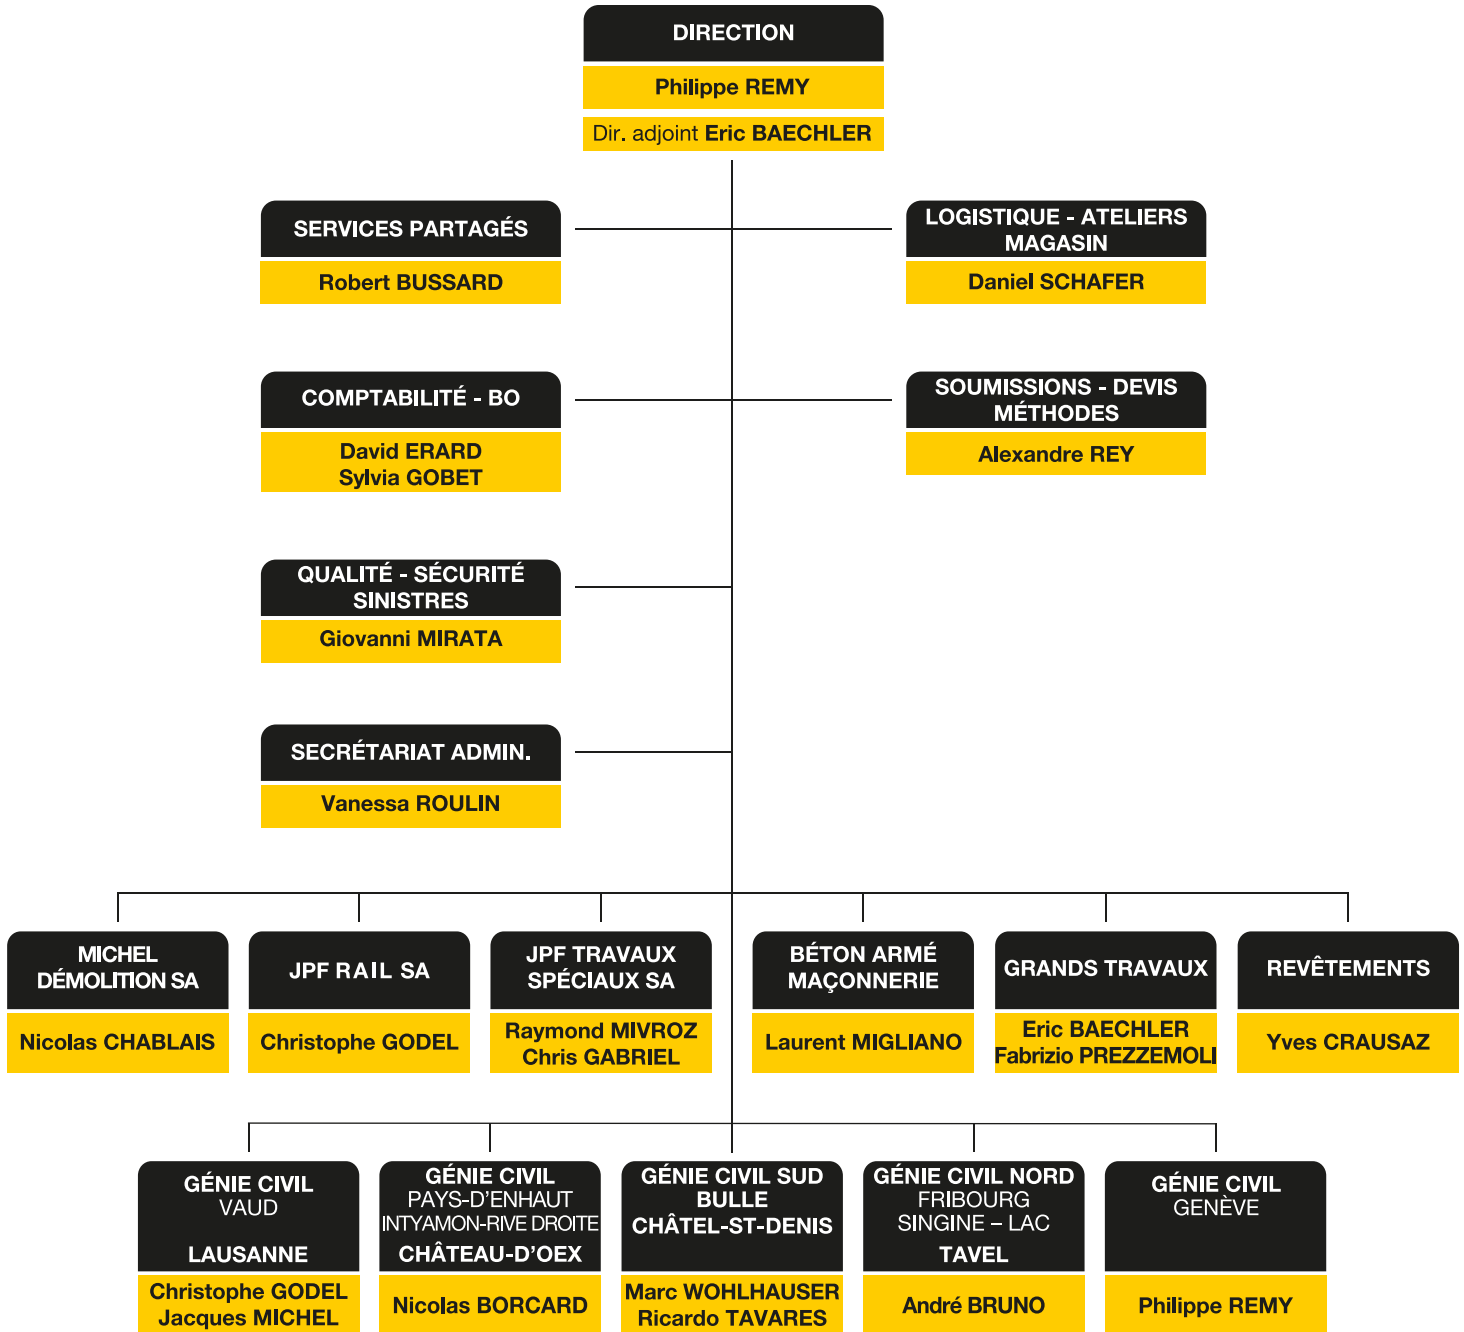 DIRECTION
Philippe REMY
Dir. adjoint Eric BAECHLER
SERVICES PARTAGÉS
Robert BUSSARD
LOGISTIQUE - ATELIERS
MAGASIN
Daniel SCHAFER
COMPTABILITÉ - BO
David ERARD
Sylvia GOBET
SOUMISSIONS - DEVIS
MÉTHODES
Alexandre REY
QUALITÉ - SÉCURITÉ
SINISTRES
Giovanni MIRATA
SECRÉTARIAT ADMIN.
Vanessa ROULIN
MICHEL
DÉMOLITION SA
Nicolas CHABLAIS
JPF RAIL SA
Christophe GODEL
JPF TRAVAUX
SPÉCIAUX SA
Raymond MIVROZ
Chris GABRIEL
BÉTON ARMÉ
MAÇONNERIE
Laurent MIGLIANO
GRANDS TRAVAUX
Eric BAECHLER
Fabrizio PREZZEMOLI
REVÊTEMENTS
Yves CRAUSAZ
GÉNIE CIVIL
VAUD
LAUSANNE
Christophe GODEL
Jacques MICHEL
GÉNIE CIVIL
PAYS-D'ENHAUT
INTYAMON-RIVE DROITE
CHÂTEAU-D'OEX
Nicolas BORCARD
GÉNIE CIVIL SUD
BULLE
CHÂTEL-ST-DENIS
Marc WOHLHAUSER
Ricardo TAVARES
GÉNIE CIVIL NORD
FRIBOURG
SINGINE – LAC
TAVEL
André BRUNO
GÉNIE CIVIL
GENÈVE
Philippe REMY